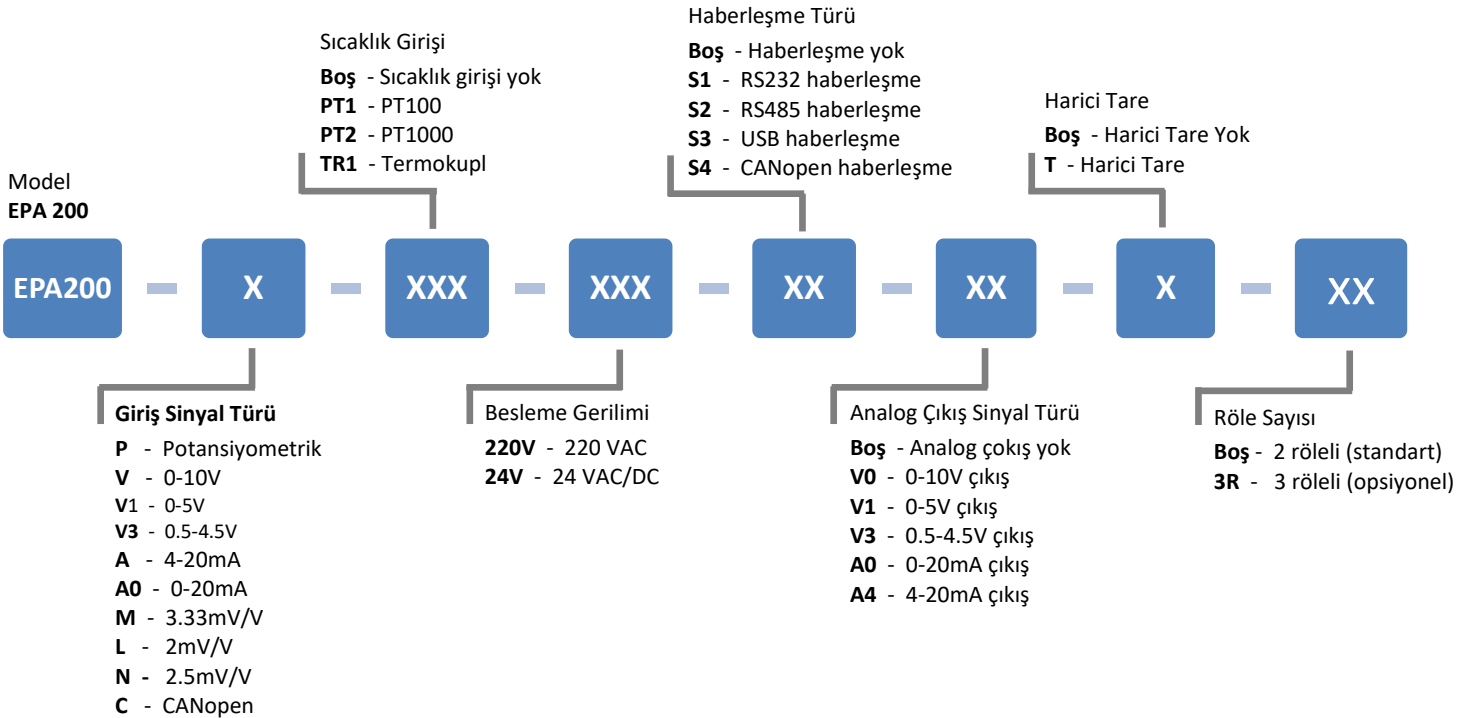 Model
EPA 200
Sıcaklık Girişi
Boş - Sıcaklık girişi yok
PT1 - PT100
PT2 - PT1000
TR1 - Termokupl
Haberleşme Türü
Boş - Haberleşme yok
S1 - RS232 haberleşme
S2 - RS485 haberleşme
S3 - USB haberleşme
S4 - CANopen haberleşme
Harici Tare
Boş - Harici Tare Yok
T - Harici Tare
EPA200 - X - XXX - XXX - XX - XX - X - XX
Giriş Sinyal Türü
P - Potansiyometrik
V - 0-10V
V1 - 0-5V
V3 - 0.5-4.5V
A - 4-20mA
A0 - 0-20mA
M - 3.33mV/V
L - 2mV/V
N - 2.5mV/V
C - CANopen
Besleme Gerilimi
220V - 220 VAC
24V - 24 VAC/DC
Analog Çıkış Sinyal Türü
Boş - Analog çokış yok
V0 - 0-10V çıkış
V1 - 0-5V çıkış
V3 - 0.5-4.5V çıkış
A0 - 0-20mA çıkış
A4 - 4-20mA çıkış
Röle Sayısı
Boş - 2 röleli (standart)
3R - 3 röleli (opsiyonel)